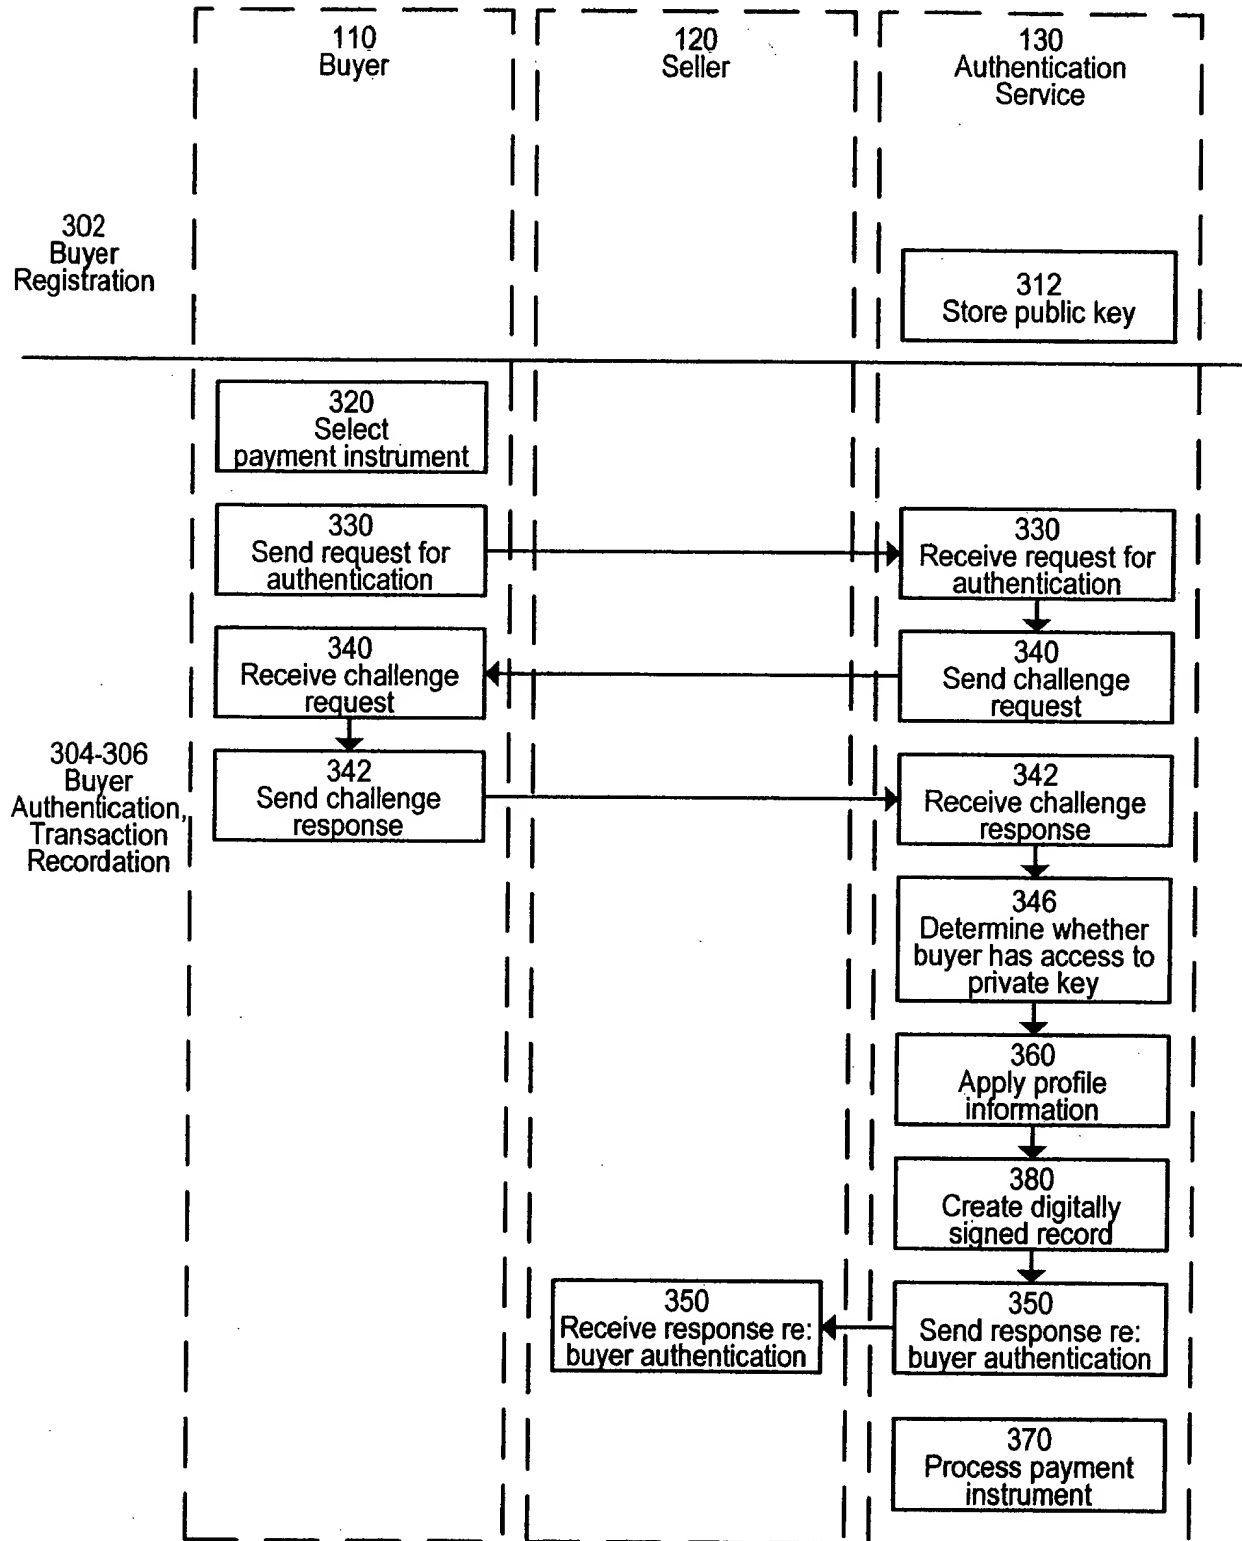 110
Buyer
120
Seller
130
Authentication
Service
302
Buyer
Registration
312
Store public key
320
Select
payment instrument
330
Send request for
authentication
330
Receive request for
authentication
340
Receive challenge
request
340
Send challenge
request
304-306
Buyer
Authentication,
Transaction
Recordation
342
Send challenge
response
342
Receive challenge
response
346
Determine whether
buyer has access to
private key
360
Apply profile
information
380
Create digitally
signed record
350
Receive response re:
buyer authentication
350
Send response re:
buyer authentication
370
Process payment
instrument